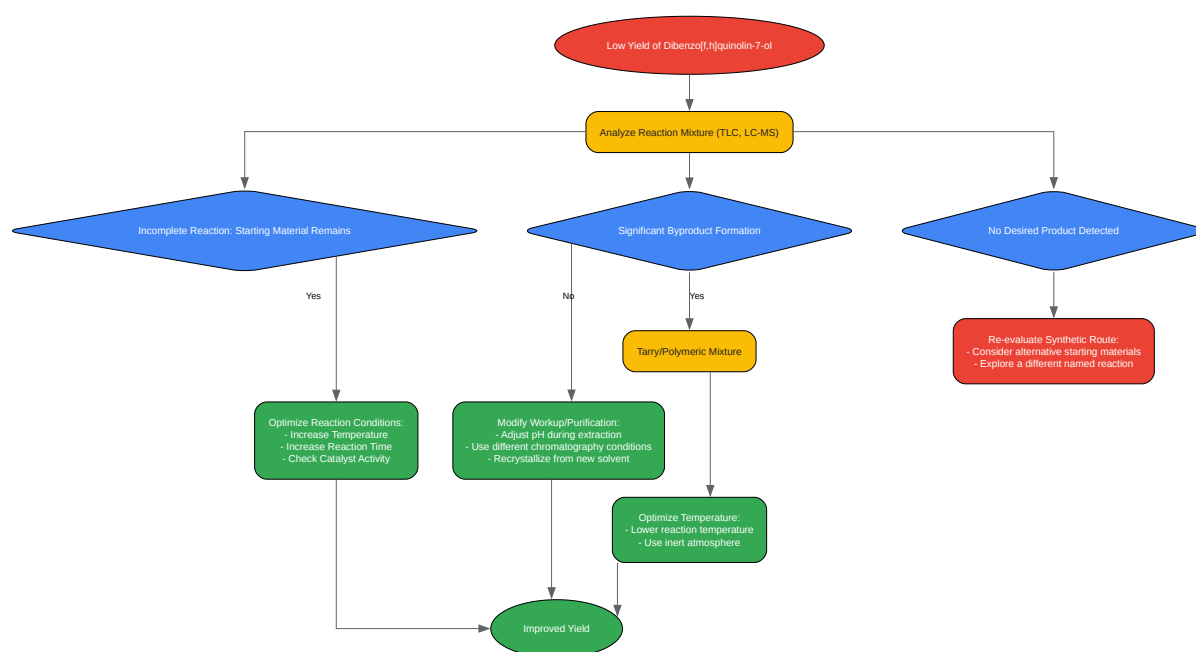 Low Yield of Dibenzo[f,h]quinolin-7-ol
Analyze Reaction Mixture (TLC, LC-MS)
Incomplete Reaction: Starting Material Remains
Significant Byproduct Formation
No Desired Product Detected
Yes
No
Yes
Tarry/Polymeric Mixture
Re-evaluate Synthetic Route:
- Consider alternative starting materials
- Explore a different named reaction
Optimize Reaction Conditions:
- Increase Temperature
- Increase Reaction Time
- Check Catalyst Activity
Modify Workup/Purification:
- Adjust pH during extraction
- Use different chromatography conditions
- Recrystallize from new solvent
Optimize Temperature:
- Lower reaction temperature
- Use inert atmosphere
Improved Yield